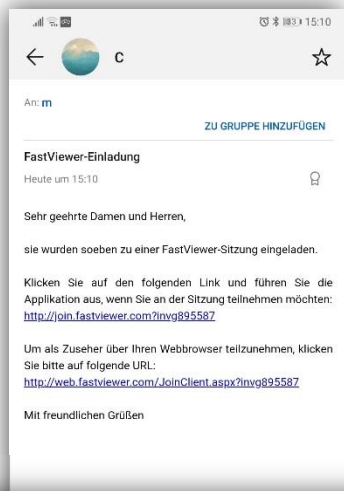 15:10
C
An: m
ZU GRUPPE HINZUFÜGEN
FastViewer-Einladung
Heute um 15:10
Sehr geehrte Damen und Herren,
sie wurden soeben zu einer FastViewer-Sitzung eingeladen.
Klicken Sie auf den folgenden Link und führen Sie die
Applikation aus, wenn Sie an der Sitzung teilnehmen möchten:
http://join.fastviewer.com?invg895587
Um als Zuseher über Ihren Webbrowser teilzunehmen, klicken
Sie bitte auf folgende URL:
http://web.fastviewer.com/JoinClient.aspx?invg895587
Mit freundlichen Grüßen